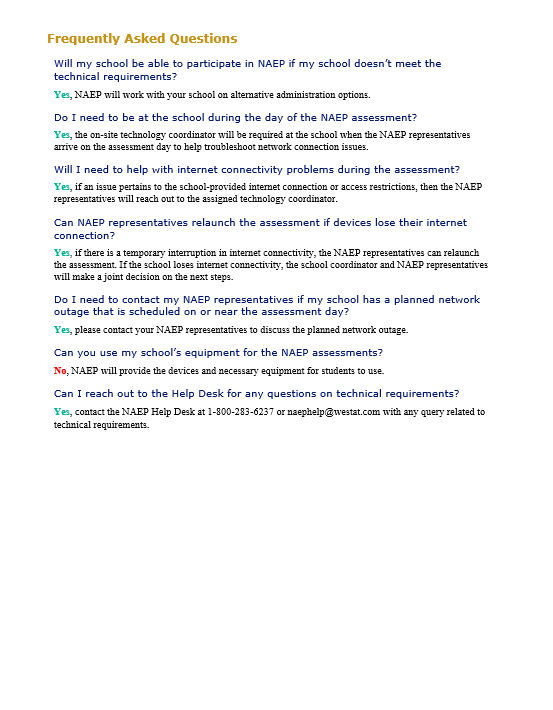 Frequently Asked Questions
Will my school be able to participate in NAEP if my school doesn’t meet the
technical requirements?
Yes, NAEP will work with your school on alternative administration options.
Do I need to be at the school during the day of the NAEP assessment?
Yes, the on-site technology coordinator will be required at the school when the NAEP representatives
arrive on the assessment day to help troubleshoot network connection issues.
Will I need to help with internet connectivity problems during the assessment?
Yes, if an issue pertains to the school-provided internet connection or access restrictions, then the NAEP
representatives will reach out to the assigned technology coordinator.
Can NAEP representatives relaunch the assessment if devices lose their internet
connection?
Yes, if there is a temporary interruption in internet connectivity, the NAEP representatives can relaunch
the assessment. If the school loses internet connectivity, the school coordinator and NAEP representatives
will make a joint decision on the next steps.
Do I need to contact my NAEP representatives if my school has a planned network
outage that is scheduled on or near the assessment day?
Yes, please contact your NAEP representatives to discuss the planned network outage.
Can you use my school’s equipment for the NAEP assessments?
No, NAEP will provide the devices and necessary equipment for students to use.
Can I reach out to the Help Desk for any questions on technical requirements?
Yes, contact the NAEP Help Desk at 1-800-283-6237 or naephelp@westat.com with any query related to
technical requirements.